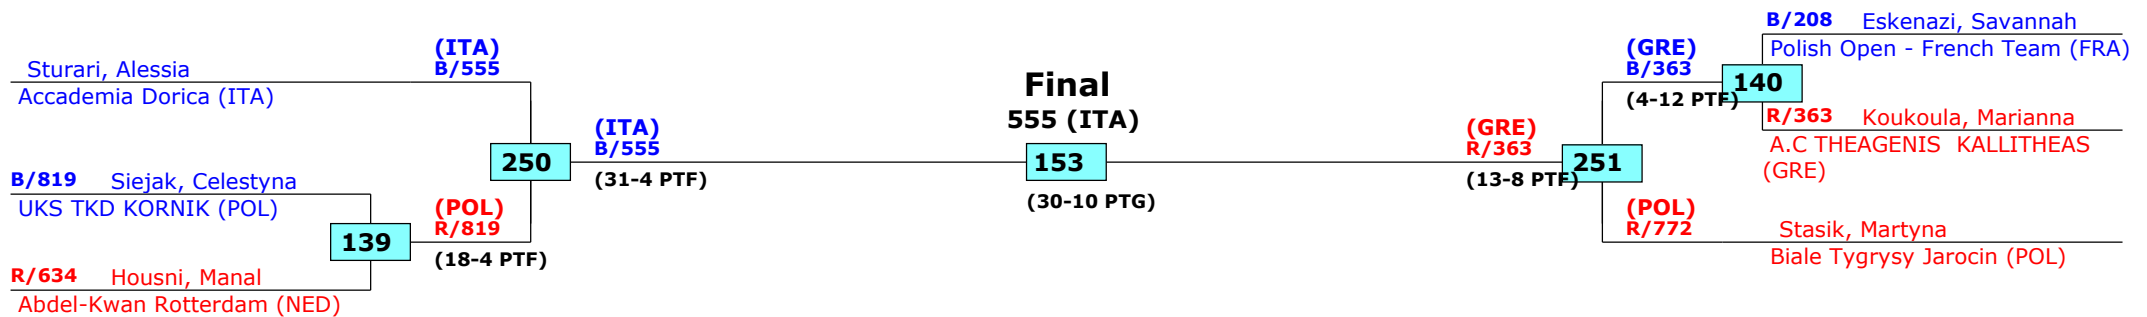 Sturari, Alessia
Accademia Dorica (ITA)
B/819 Siejak, Celestyna
UKS TKD KORNIK (POL)
139
R/634 Housni, Manal
Abdel-Kwan Rotterdam (NED)
(ITA)
B/555
250
(POL)
R/819
(18-4 PTF)
(ITA)
B/555
(31-4 PTF)
Final
555 (ITA)
153
(30-10 PTG)
(GRE)
R/363
(13-8 PTF)
251
(GRE)
B/363
(4-12 PTF)
140
(POL)
R/772
B/208 Eskenazi, Savannah
Polish Open - French Team (FRA)
R/363 Koukoula, Marianna
A.C THEAGENIS KALLITHEAS
(GRE)
Stasik, Martyna
Biale Tygrysy Jarocin (POL)